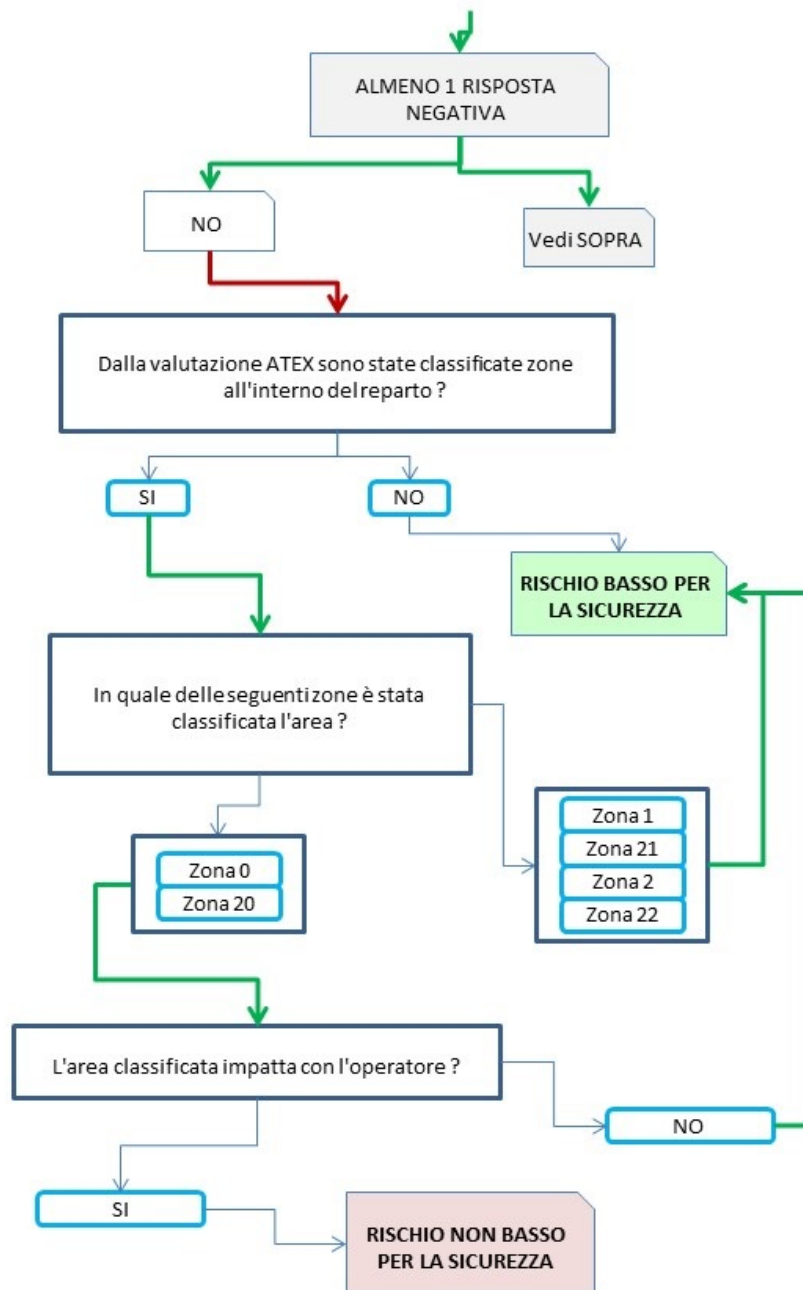 ALMENO 1 RISPOSTA
NEGATIVA
NO
Vedi SOPRA
Dalla valutazione ATEX sono state classificate zone
all'interno del reparto ?
SI
NO
RISCHIO BASSO PER
LA SICUREZZA
In quale delle seguenti zone è stata
classificata l'area ?
Zona 1
Zona 21
Zona 2
Zona 22
Zona 0
Zona 20
L'area classificata impatta con l'operatore ?
NO
SI
RISCHIO NON BASSO
PER LA SICUREZZA